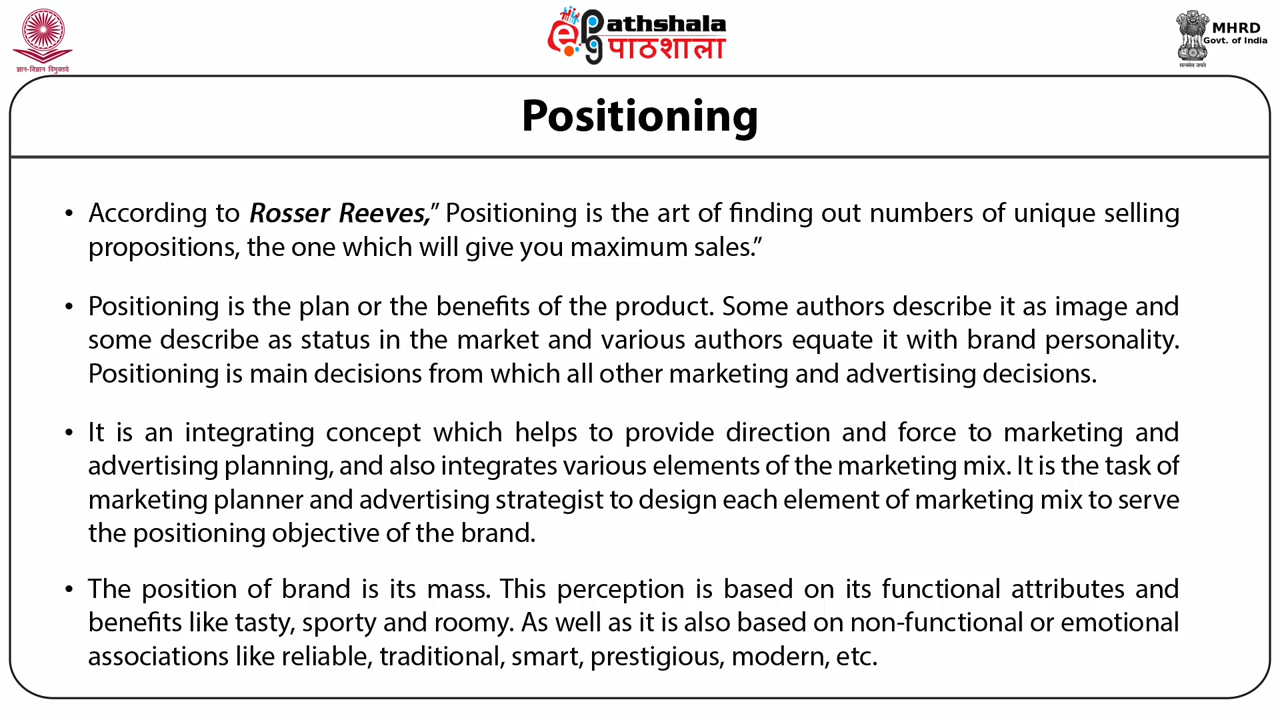 ज्ञान-विज्ञान विमुक्तये
ePG Pathshala
पाठशाला
MHRD
Govt. of India
सत्यमेव जयते
Positioning
• According to Rosser Reeves,” Positioning is the art of finding out numbers of unique selling
propositions, the one which will give you maximum sales.”
• Positioning is the plan or the benefits of the product. Some authors describe it as image and
some describe as status in the market and various authors equate it with brand personality.
Positioning is main decisions from which all other marketing and advertising decisions.
• It is an integrating concept which helps to provide direction and force to marketing and
advertising planning, and also integrates various elements of the marketing mix. It is the task of
marketing planner and advertising strategist to design each element of marketing mix to serve
the positioning objective of the brand.
• The position of brand is its mass. This perception is based on its functional attributes and
benefits like tasty, sporty and roomy. As well as it is also based on non-functional or emotional
associations like reliable, traditional, smart, prestigious, modern, etc.